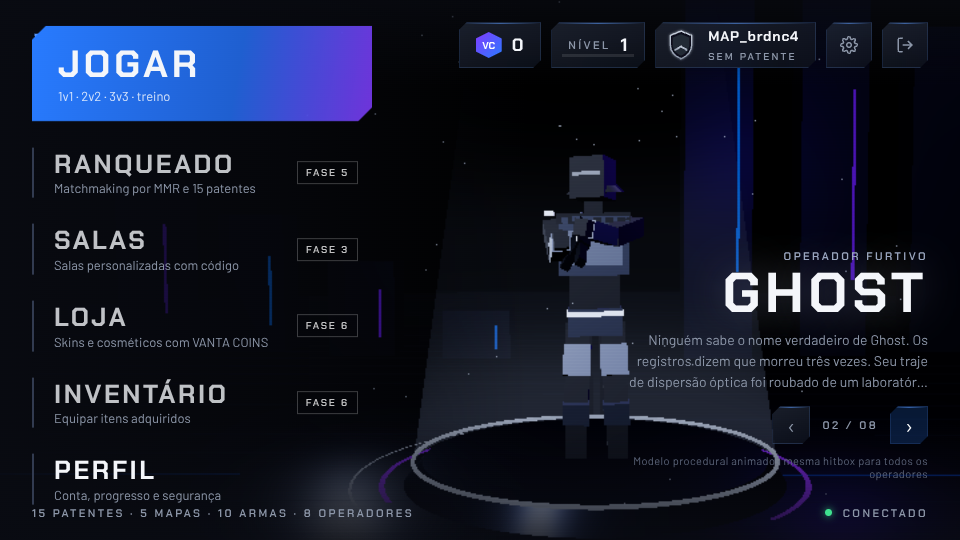 JOGAR
1v1 · 2v2 · 3v3 · treino
VC 0
NÍVEL 1
MAP_brdnc4
SEM PATENTE
RANQUEADO
Matchmaking por MMR e 15 patentes
FASE 5
SALAS
Salas personalizadas com código
FASE 3
LOJA
Skins e cosméticos com VANTA COINS
FASE 6
INVENTÁRIO
Equipar itens adquiridos
FASE 6
PERFIL
Conta, progresso e segurança
OPERADOR FURTIVO
GHOST
Ninguém sabe o nome verdadeiro de Ghost. Os
registros dizem que morreu três vezes. Seu traje
de dispersão óptica foi roubado de um laboratór...
‹ 02 / 08 ›
Modelo procedural animado, mesma hitbox para todos os
operadores
15 PATENTES · 5 MAPAS · 10 ARMAS · 8 OPERADORES
CONECTADO